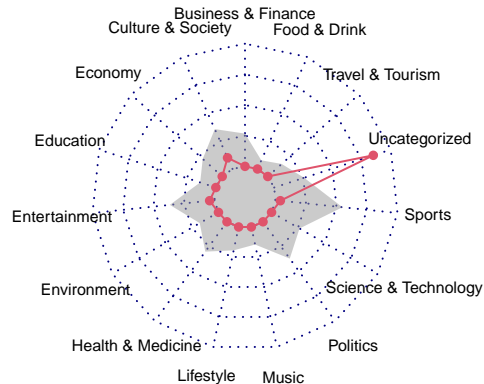 Business & Finance
Culture & Society
Food & Drink
Economy
Travel & Tourism
Education
Uncategorized
Entertainment
Sports
Environment
Science & Technology
Health & Medicine
Politics
Lifestyle
Music